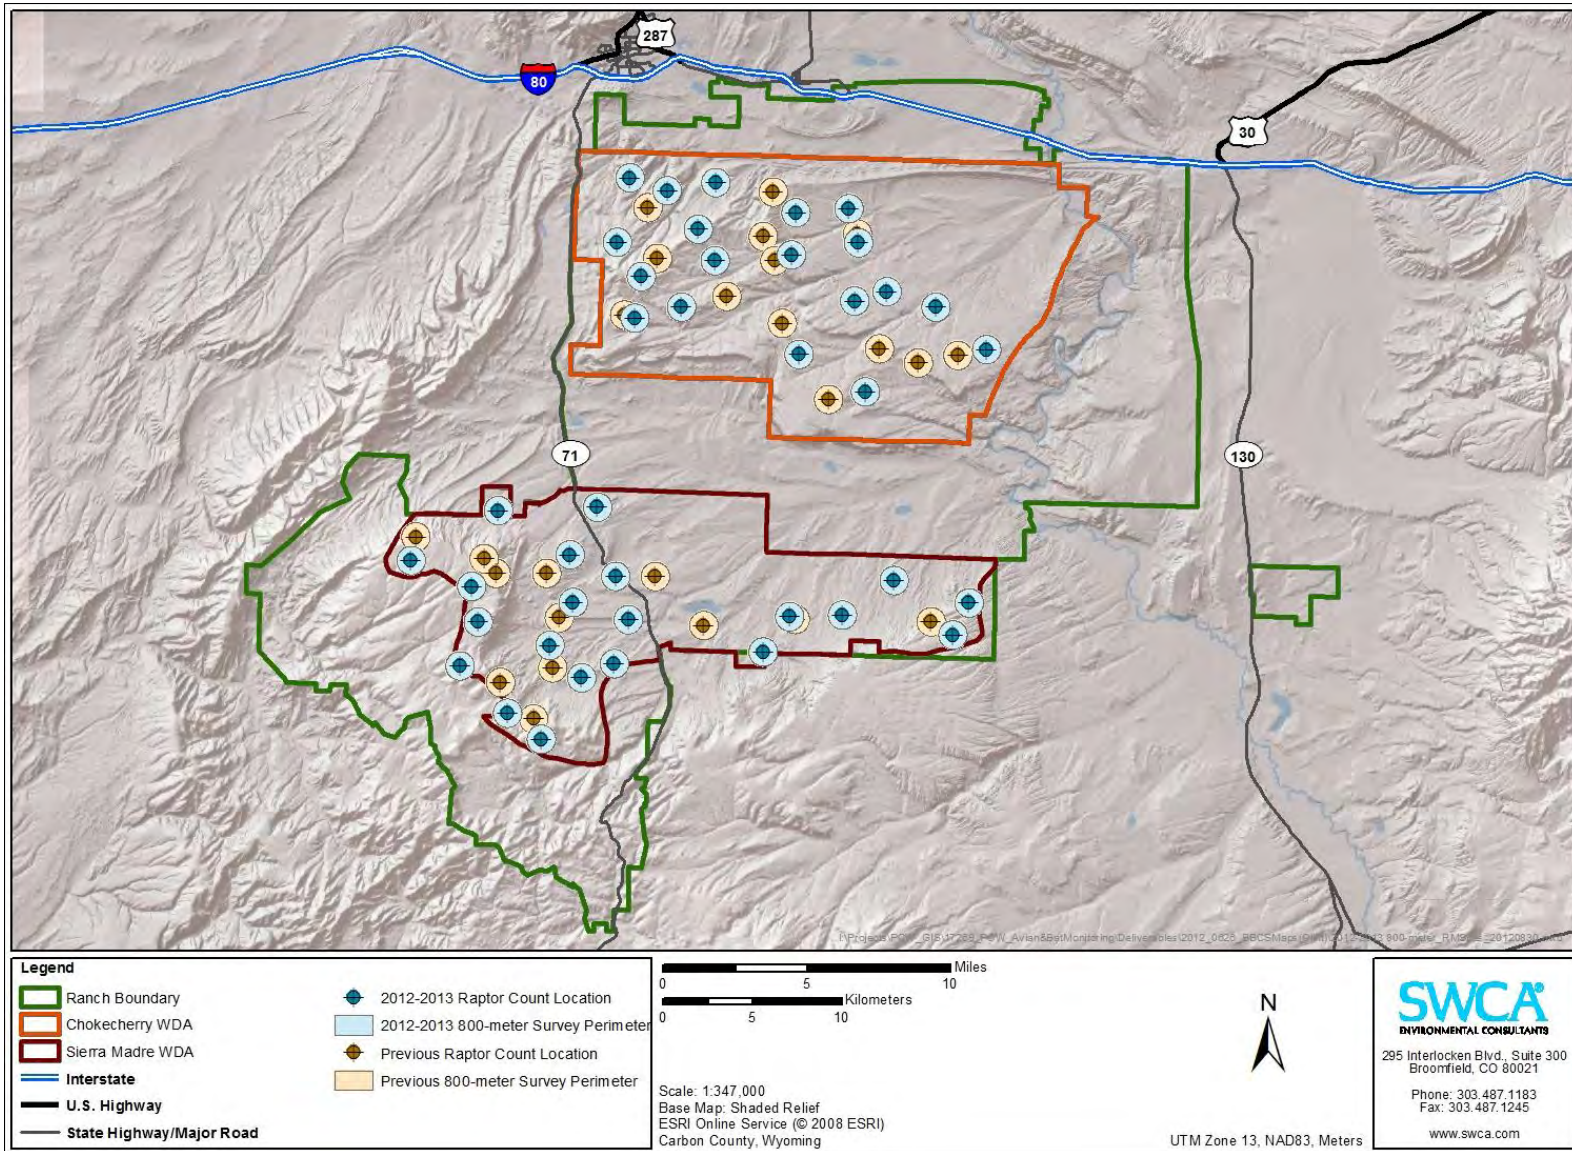 287
80
30
71
130
Legend
Ranch Boundary
Chokecherry WDA
Sierra Madre WDA
Interstate
U.S. Highway
State Highway/Major Road
2012-2013 Raptor Count Location
2012-2013 800-meter Survey Perimeter
Previous Raptor Count Location
Previous 800-meter Survey Perimeter
Miles
0 5 10
Kilometers
0 5 10
Scale: 1:347,000
Base Map: Shaded Relief
ESRI Online Service (© 2008 ESRI)
Carbon County, Wyoming
N
UTM Zone 13, NAD83, Meters
SWCA®
ENVIRONMENTAL CONSULTANTS
295 Interlocken Blvd., Suite 300
Broomfield, CO 80021
Phone: 303.487.1183
Fax: 303.487.1245
www.swca.com